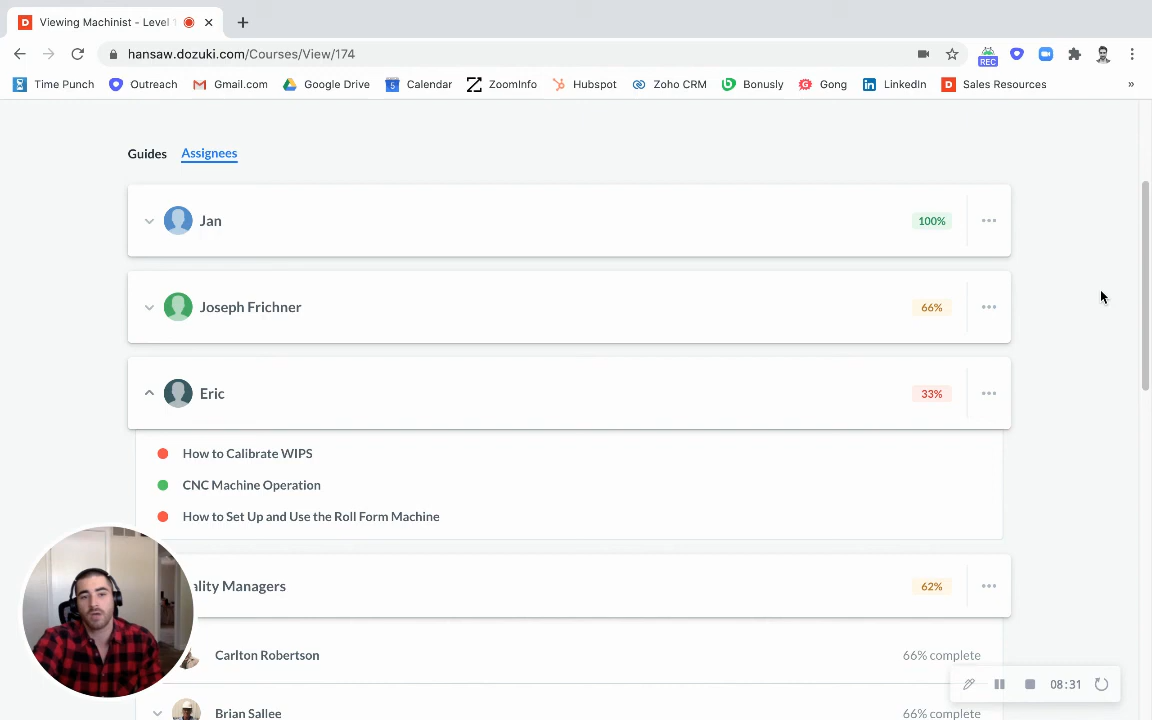 Viewing Machinist - Level 1
hansaw.dozuki.com/Courses/View/174
REC
Time Punch
Outreach
Gmail.com
Google Drive
5
Calendar
ZoomInfo
Hubspot
Zoho CRM
Bonusly
Gong
LinkedIn
D
Sales Resources
»
Guides
Assignees
Jan
100%
Joseph Frichner
66%
Eric
33%
How to Calibrate WIPS
CNC Machine Operation
How to Set Up and Use the Roll Form Machine
ality Managers
62%
Carlton Robertson
66% complete
Brian Sallee
66% complete
08:31